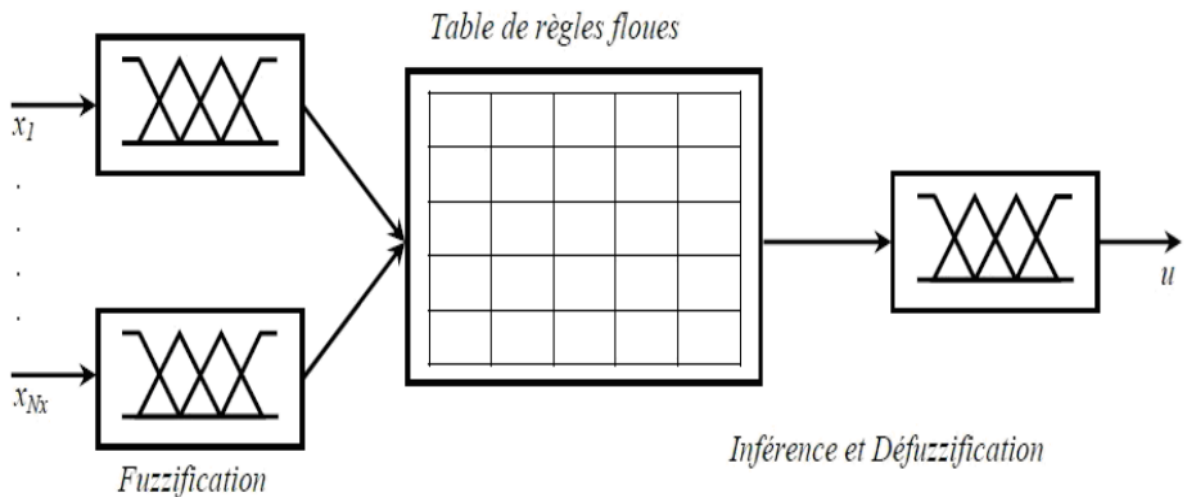 Table de règles floues
x1
xNx
u
Inférence et Défuzzification
Fuzzification